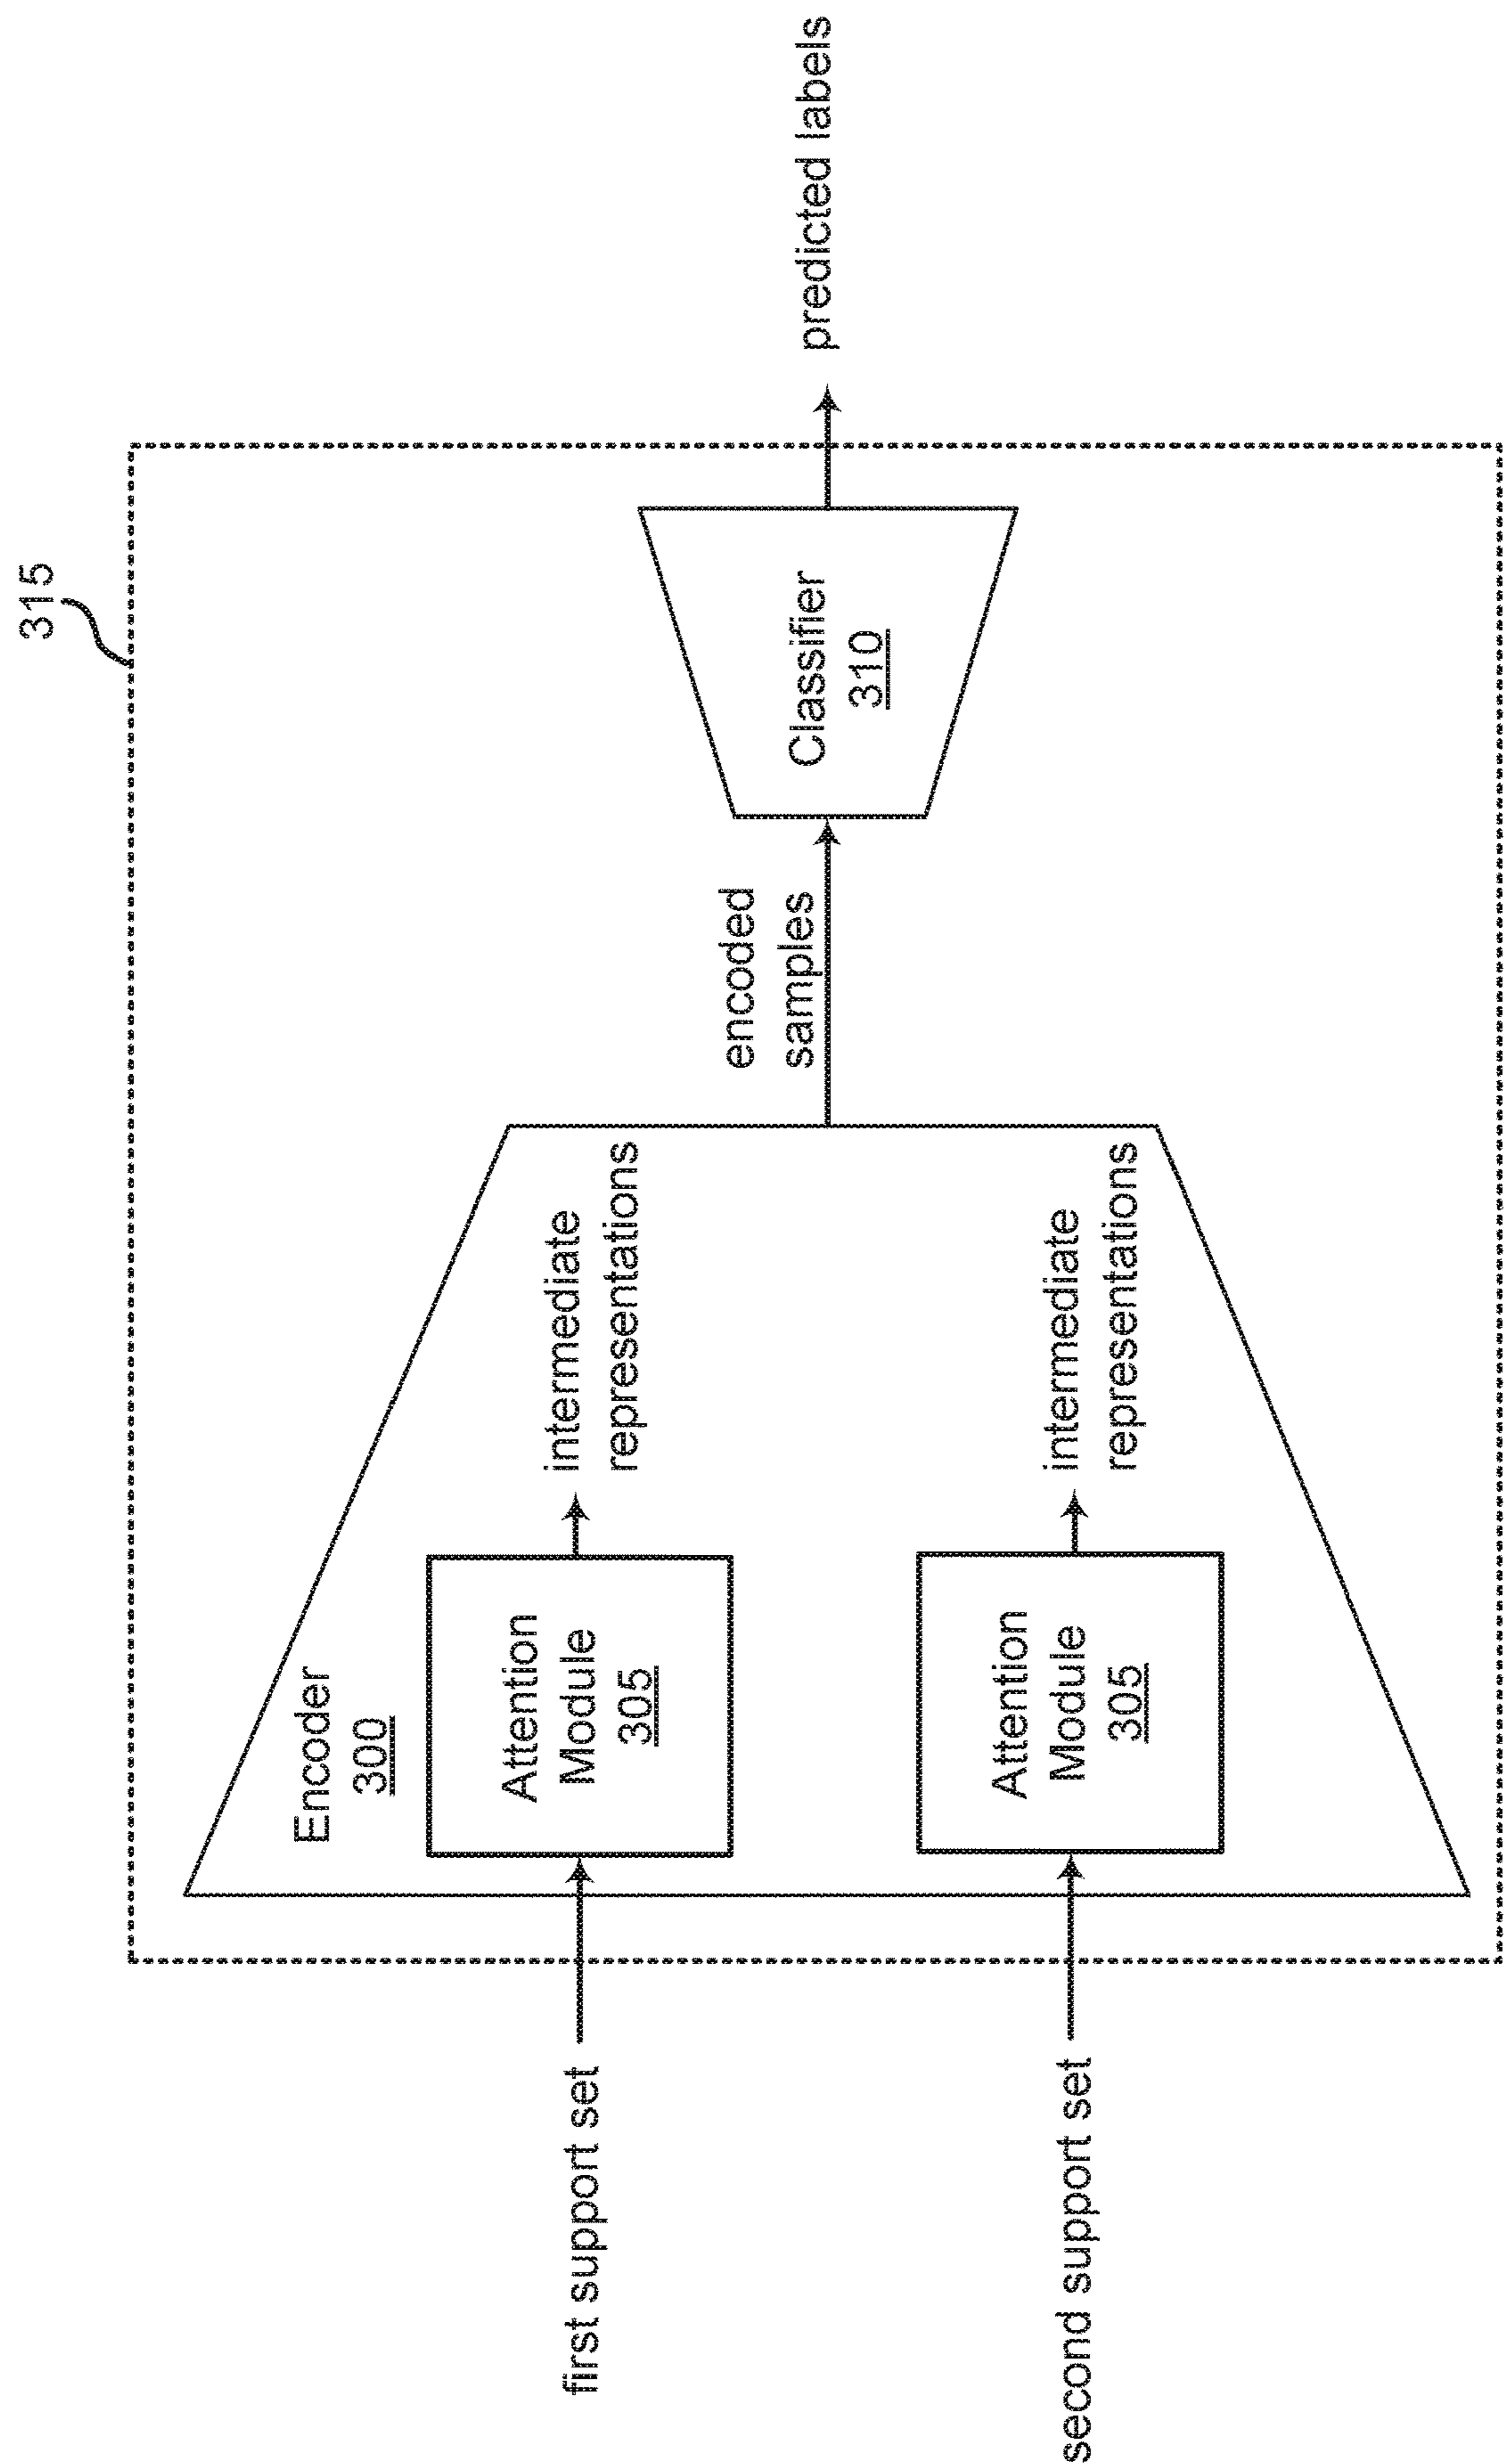 315
Encoder
300
first support set
Attention
Module
305
intermediate
representations
encoded
samples
Classifier
310
predicted labels
second support set
Attention
Module
305
intermediate
representations